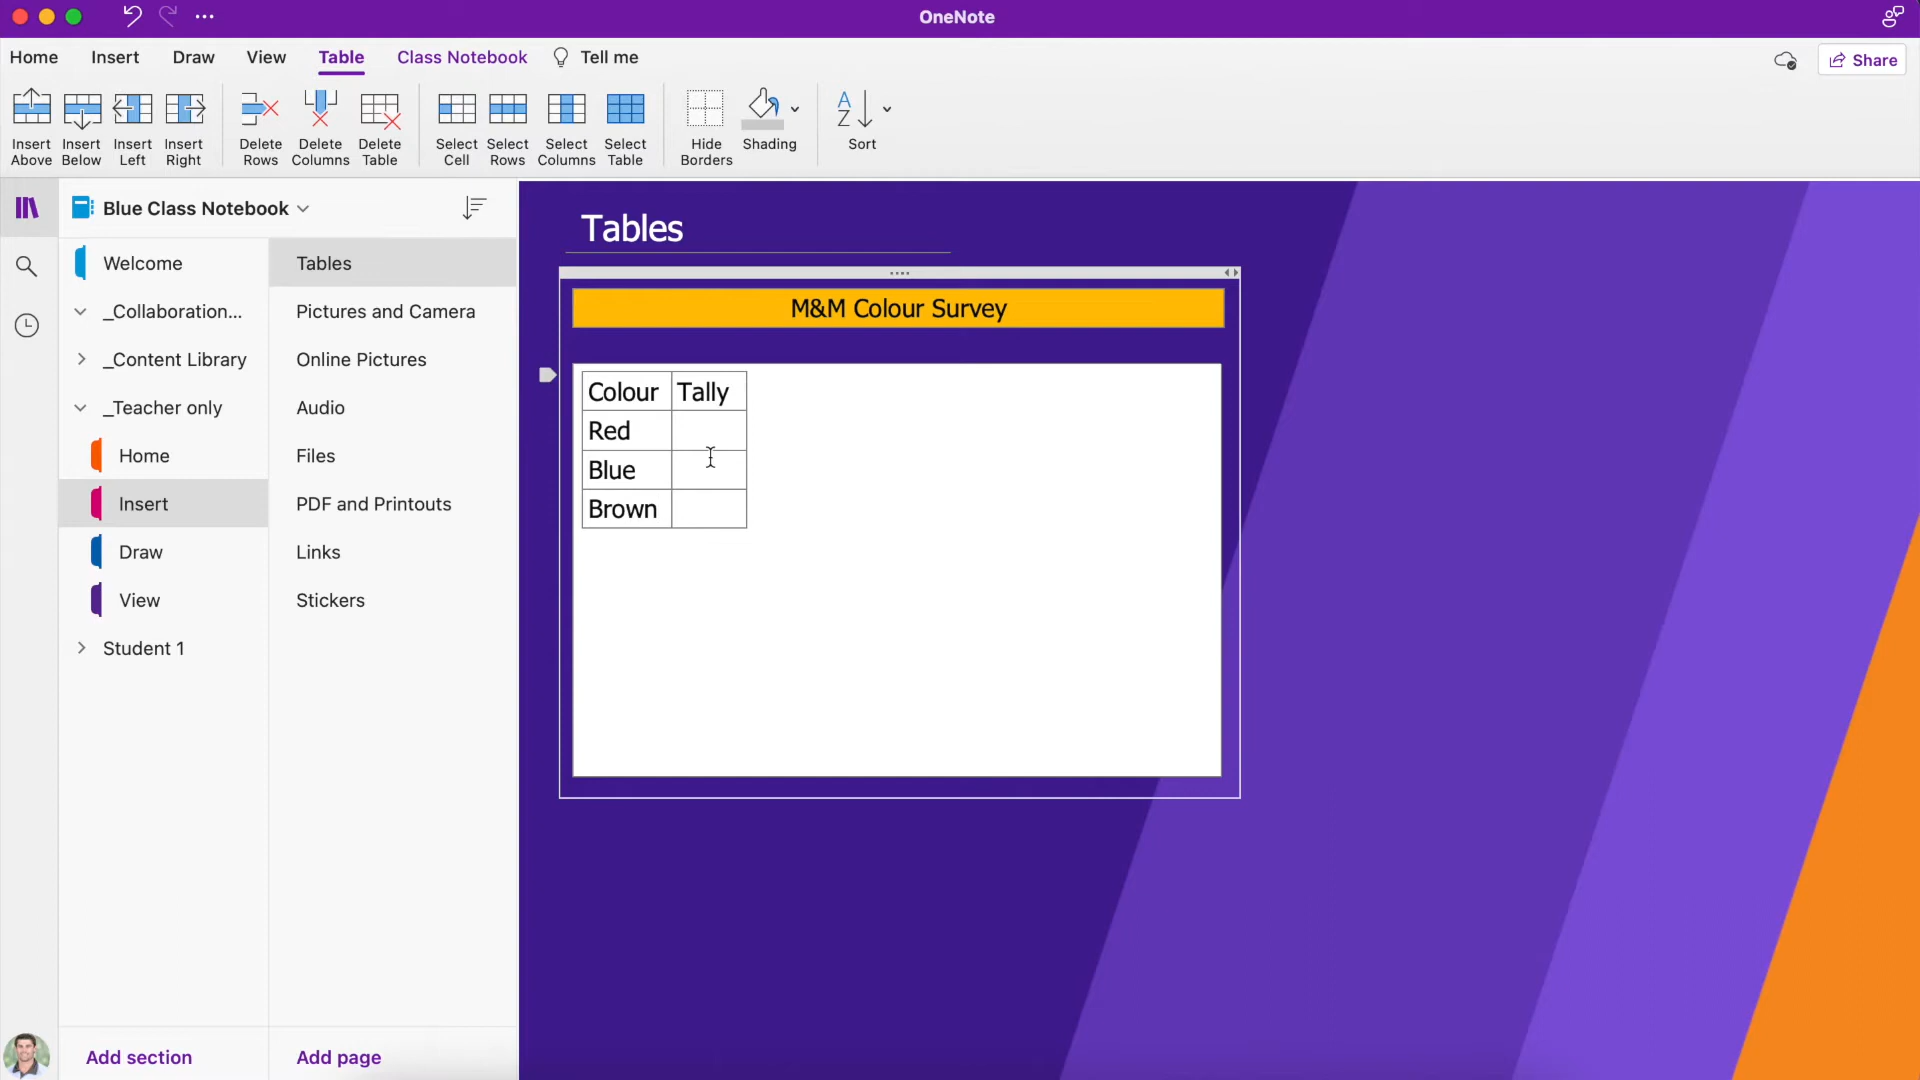 OneNote
Home Insert Draw View Table Class Notebook Tell me
Share
Insert Above
Insert Below
Insert Left
Insert Right
Delete Rows
Delete Columns
Delete Table
Select Cell
Select Rows
Select Columns
Select Table
Hide Borders
Shading
A Z
Sort
Blue Class Notebook
Welcome
_Collaboration...
_Content Library
_Teacher only
Home
Insert
Draw
View
Student 1
Add section
Tables
Pictures and Camera
Online Pictures
Audio
Files
PDF and Printouts
Links
Stickers
Add page
Tables
M&M Colour Survey
Colour Tally
Red
Blue
Brown